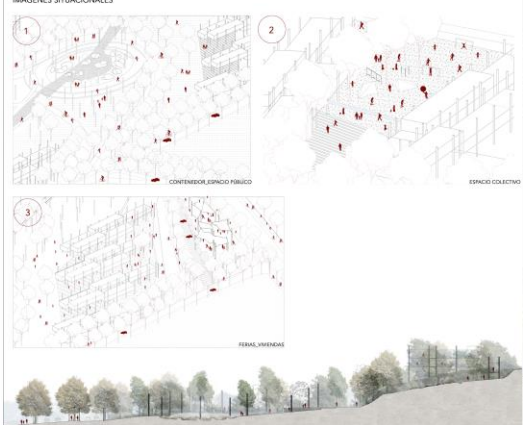 IMÁGENES SITUACIONALES
1
2
CONTENEDOR_ESPACIO PÚBLICO
ESPACIO COLECTIVO
3
FERIAS_VIVIENDAS